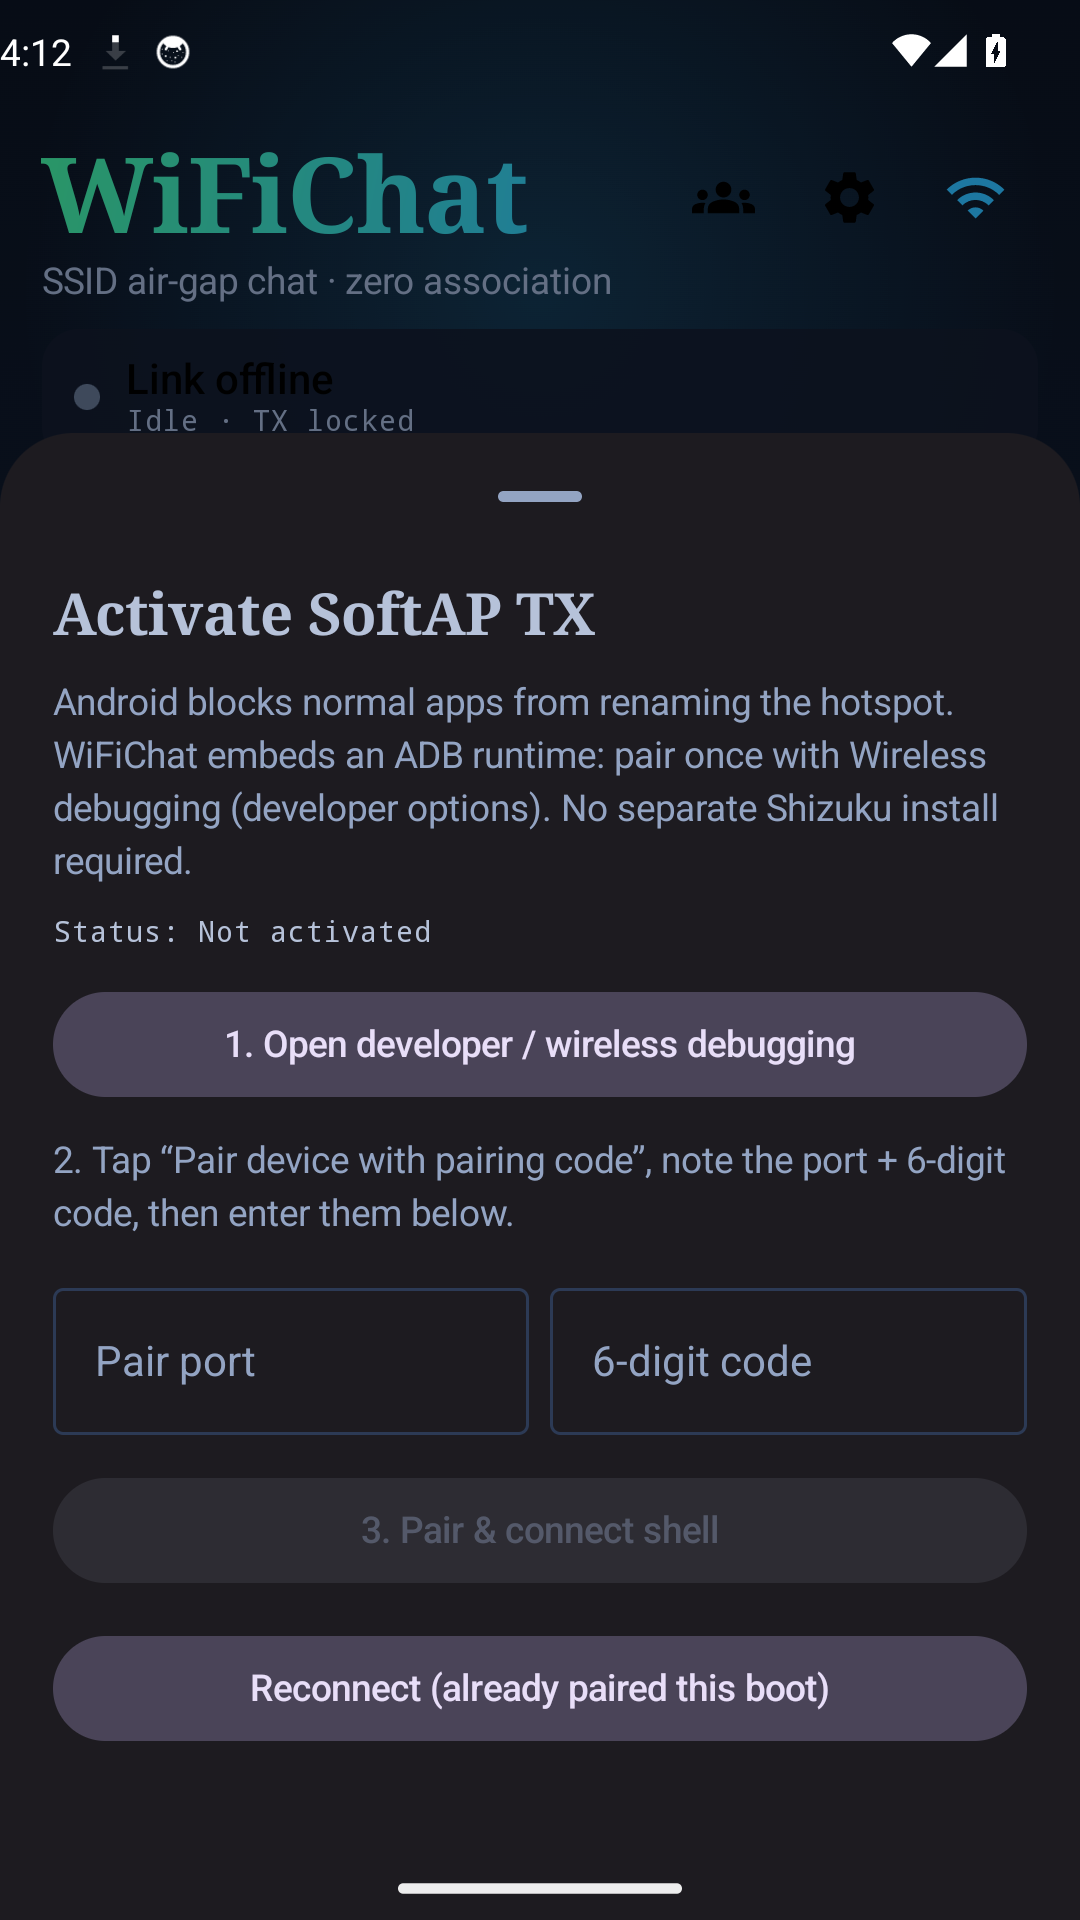 4:12
WiFiChat
SSID air-gap chat · zero association
Link offline
Idle · TX locked
Activate SoftAP TX
Android blocks normal apps from renaming the hotspot.
WiFiChat embeds an ADB runtime: pair once with Wireless
debugging (developer options). No separate Shizuku install
required.
Status: Not activated
1. Open developer / wireless debugging
2. Tap “Pair device with pairing code”, note the port + 6-digit
code, then enter them below.
Pair port
6-digit code
3. Pair & connect shell
Reconnect (already paired this boot)